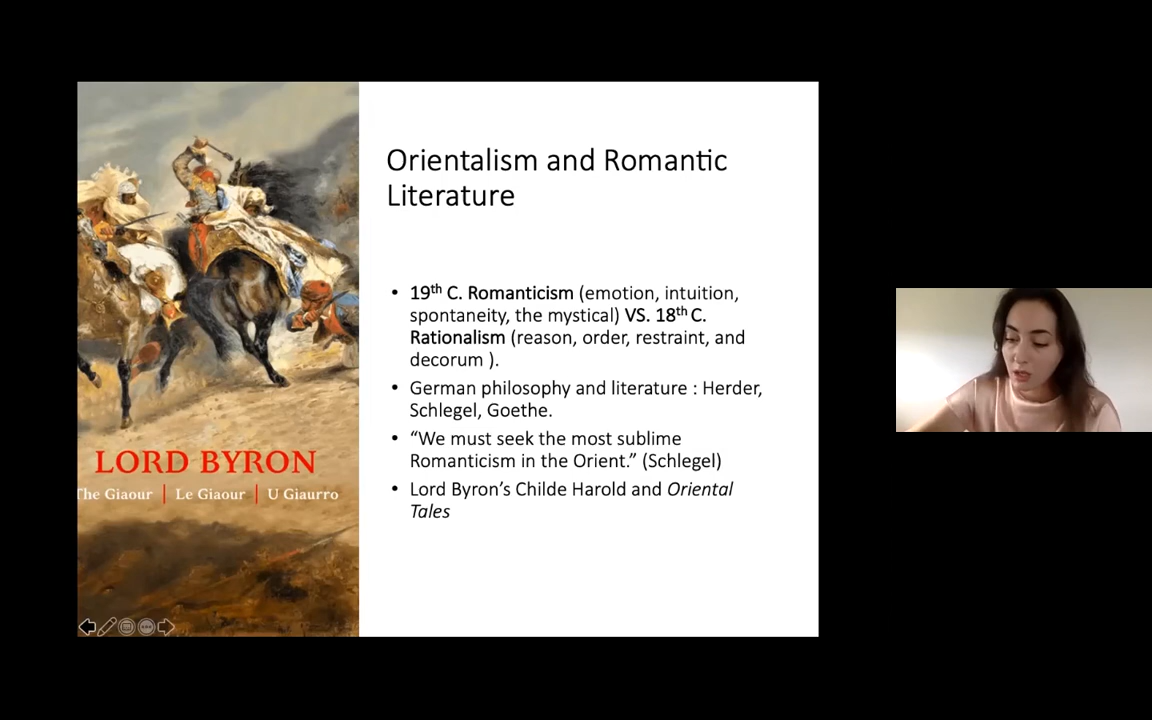 Orientalism and Romantic
Literature
• 19th C. Romanticism (emotion, intuition,
spontaneity, the mystical) VS. 18th C.
Rationalism (reason, order, restraint, and
decorum ).
• German philosophy and literature : Herder,
Schlegel, Goethe.
• “We must seek the most sublime
Romanticism in the Orient.” (Schlegel)
• Lord Byron’s Childe Harold and Oriental
Tales
LORD BYRON
The Giaour | Le Giaour | U Giaurro